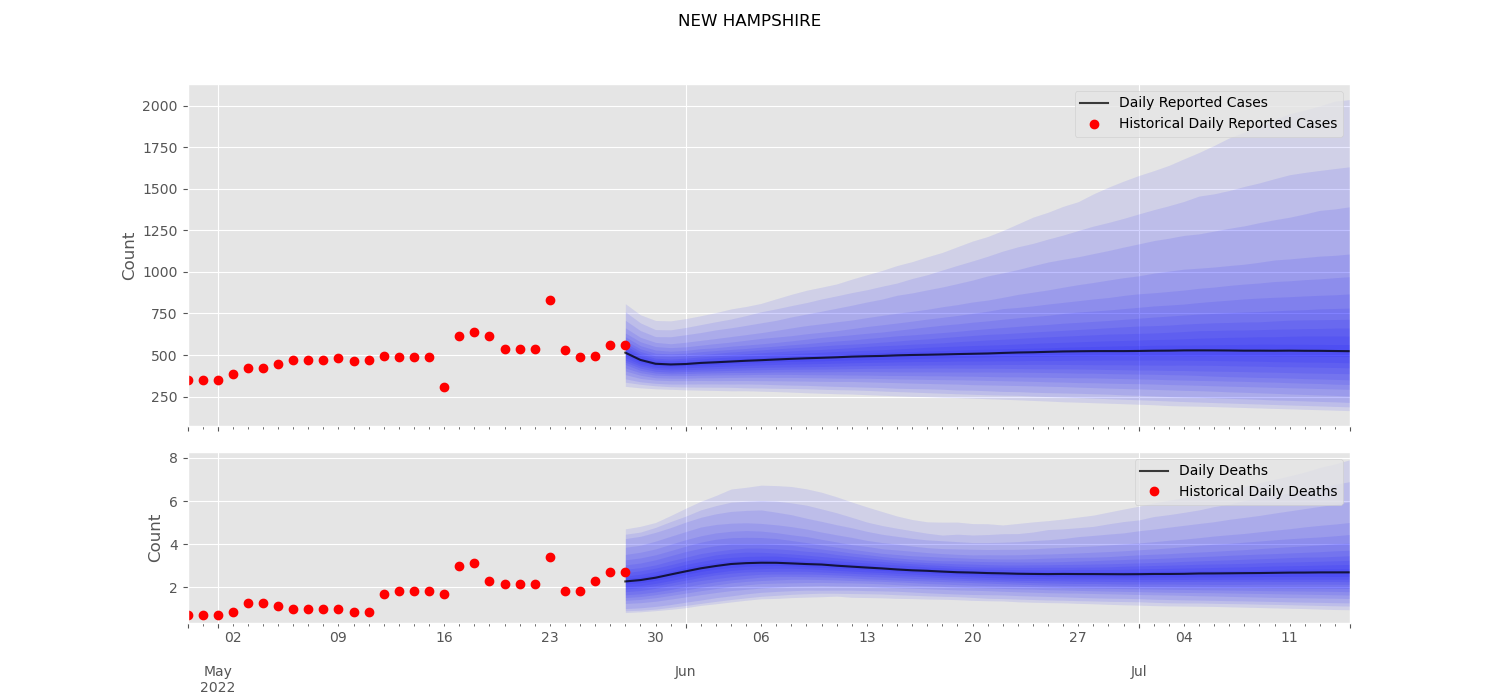 NEW HAMPSHIRE
2000
1750
1500
1250
1000
750
500
250
Count
Daily Reported Cases
Historical Daily Reported Cases
8
6
4
2
Count
Daily Deaths
Historical Daily Deaths
02 09 16 23 30 06 13 20 27 04 11
May Jun Jul
2022